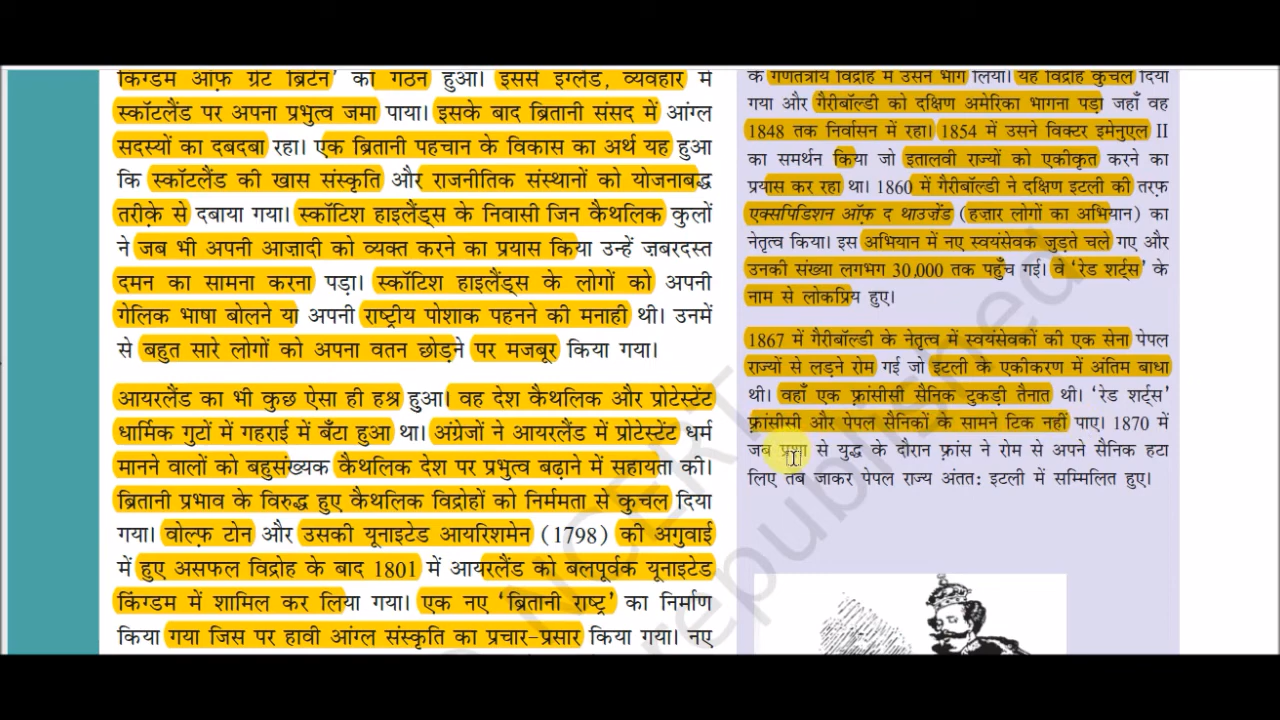 किंगडम ऑफ़ ग्रेट ब्रिटेन' का गठन हुआ। इससे इंग्लैंड, व्यवहार में
स्कॉटलैंड पर अपना प्रभुत्व जमा पाया। इसके बाद ब्रितानी संसद में आंग्ल
सदस्यों का दबदबा रहा। एक ब्रितानी पहचान के विकास का अर्थ यह हुआ
कि स्कॉटलैंड की खास संस्कृति और राजनीतिक संस्थानों को योजनाबद्ध
तरीक़े से दबाया गया। स्कॉटिश हाइलैंड्स के निवासी जिन कैथलिक कुलों
ने जब भी अपनी आज़ादी को व्यक्त करने का प्रयास किया उन्हें ज़बरदस्त
दमन का सामना करना पड़ा। स्कॉटिश हाइलैंड्स के लोगों को अपनी
गेलिक भाषा बोलने या अपनी राष्ट्रीय पोशाक पहनने की मनाही थी। उनमें
से बहुत सारे लोगों को अपना वतन छोड़ने पर मजबूर किया गया।
आयरलैंड का भी कुछ ऐसा ही हश्र हुआ। वह देश कैथलिक और प्रोटेस्टेंट
धार्मिक गुटों में गहराई में बँटा हुआ था। अंग्रेजों ने आयरलैंड में प्रोटेस्टेंट धर्म
मानने वालों को बहुसंख्यक कैथलिक देश पर प्रभुत्व बढ़ाने में सहायता की।
ब्रितानी प्रभाव के विरुद्ध हुए कैथलिक विद्रोहों को निर्ममता से कुचल दिया
गया। वोल्फ़ टोन और उसकी यूनाइटेड आयरिशमेन (1798) की अगुवाई
में हुए असफल विद्रोह के बाद 1801 में आयरलैंड को बलपूर्वक यूनाइटेड
किंगडम में शामिल कर लिया गया। एक नए 'ब्रितानी राष्ट्र' का निर्माण
किया गया जिस पर हावी आंग्ल संस्कृति का प्रचार-प्रसार किया गया। नए
के गणतंत्रीय विद्रोह में उसने भाग लिया। यह विद्रोह कुचल दिया
गया और गैरीबॉल्डी को दक्षिण अमेरिका भागना पड़ा जहाँ वह
1848 तक निर्वासन में रहा। 1854 में उसने विक्टर इमेनुएल II
का समर्थन किया जो इतालवी राज्यों को एकीकृत करने का
प्रयास कर रहा था। 1860 में गैरीबॉल्डी ने दक्षिण इटली की तरफ़
एक्सपिडिशन ऑफ़ द थाउज़ेंड (हज़ार लोगों का अभियान) का
नेतृत्व किया। इस अभियान में नए स्वयंसेवक जुड़ते चले गए और
उनकी संख्या लगभग 30,000 तक पहुँच गई। वे 'रेड शर्ट्स' के
नाम से लोकप्रिय हुए।
1867 में गैरीबॉल्डी के नेतृत्व में स्वयंसेवकों की एक सेना पेपल
राज्यों से लड़ने रोम गई जो इटली के एकीकरण में अंतिम बाधा
थी। वहाँ एक फ्रांसीसी सैनिक टुकड़ी तैनात थी। 'रेड शर्ट्स'
फ़्रांसीसी और पेपल सैनिकों के सामने टिक नहीं पाए। 1870 में
जब प्रशा से युद्ध के दौरान फ्रांस ने रोम से अपने सैनिक हटा
लिए तब जाकर पेपल राज्य अंतत: इटली में सम्मिलित हुए।
NCERT
republished